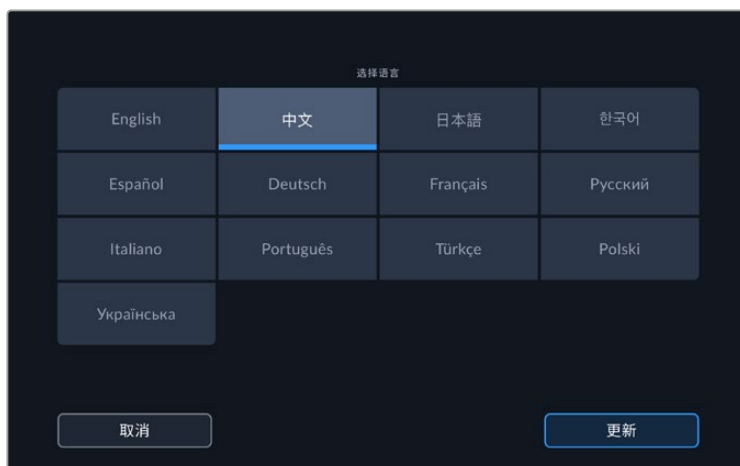 选择语言
English 中文 日本語 한국어
Español Deutsch Français Русский
Italiano Português Türkçe Polski
Українська
取消 更新